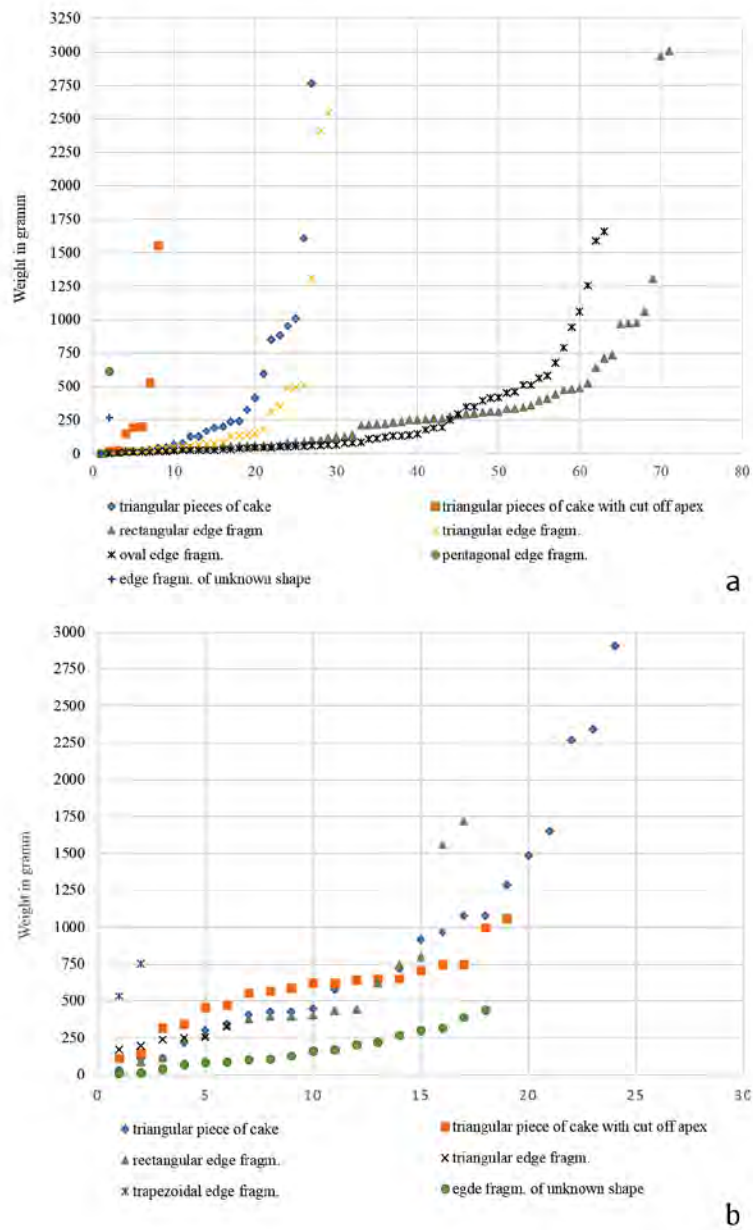 3250
3000
2750
2500
2250
2000
1750
1500
1250
1000
750
500
250
0
Weight in gramm
0 10 20 30 40 50 60 70 80
triangular pieces of cake
triangular pieces of cake with cut off apex
rectangular edge fragm
triangular edge fragm.
oval edge fragm.
pentagonal edge fragm.
edge fragm. of unknown shape
a
3000
2750
2500
2250
2000
1750
1500
1250
1000
750
500
250
0
Weight in gramm
0 5 10 15 20 25 30
triangular piece of cake
triangular piece of cake with cut off apex
rectangular edge fragm.
triangular edge fragm.
trapezoidal edge fragm.
egde fragm. of unknown shape
b